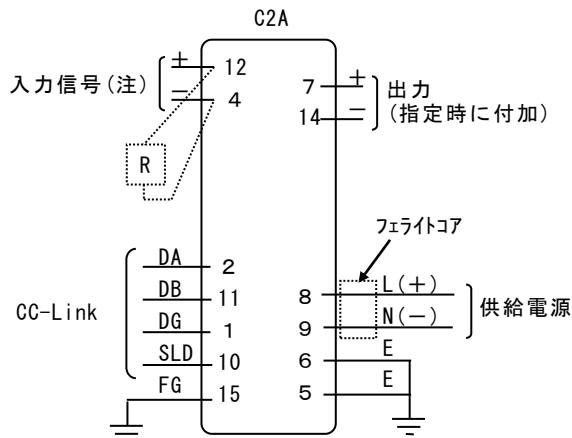 C2A
入力信号(注)
+
12
−
4
R
7
+
14
−
出力
(指定時に付加)
フェライトコア
CC-Link
DA
2
DB
11
DG
1
SLD
10
FG
15
8
L(+)
9
N(−)
供給電源
6
E
5
E